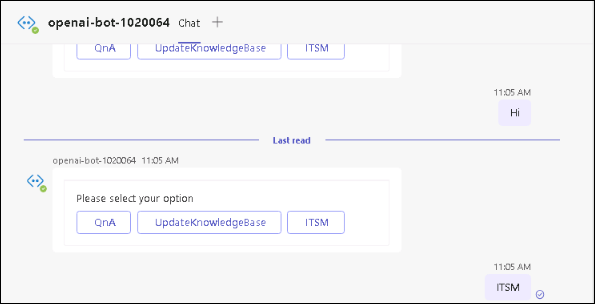 openai-bot-1020064 Chat
QnA UpdateKnowledgeBase ITSM
11:05 AM
Hi
Last read
openai-bot-1020064 11:05 AM
Please select your option
QnA UpdateKnowledgeBase ITSM
11:05 AM
ITSM